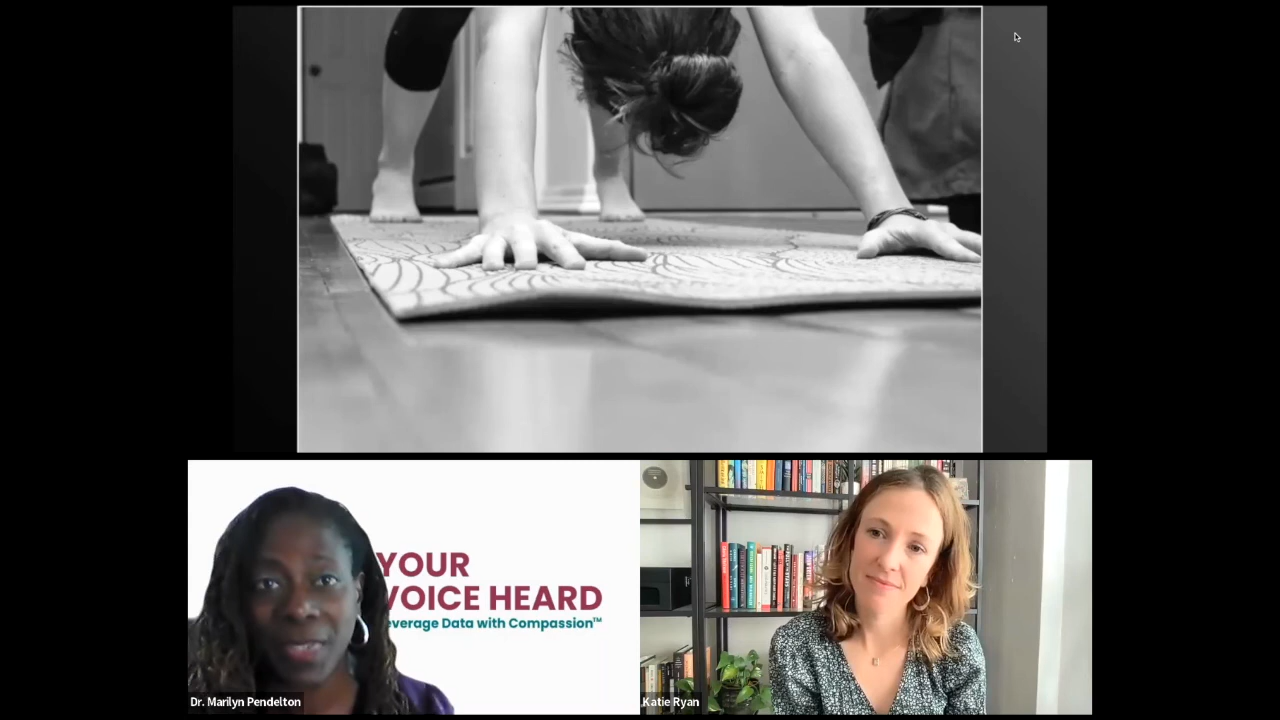 YOUR
VOICE HEARD
everage Data with Compassion™
Dr. Marilyn Pendelton
Katie Ryan